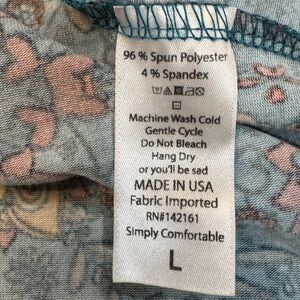 96 % Spun Polyester
4 % Spandex
Machine Wash Cold
Gentle Cycle
Do Not Bleach
Hang Dry
or you'll be sad
MADE IN USA
Fabric Imported
RN#142161
Simply Comfortable
L